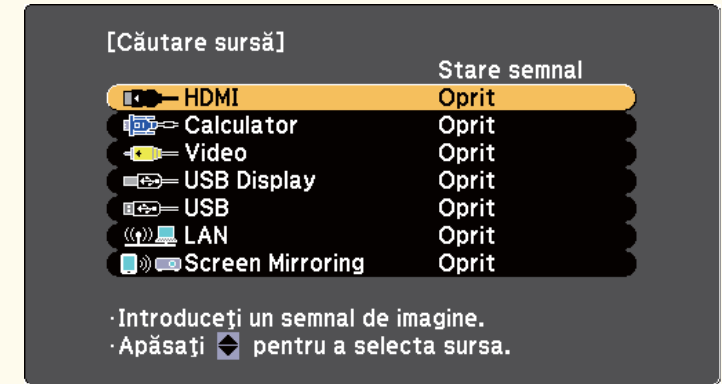 [Căutare sursă]
Stare semnal
HDMI Oprit
Calculator Oprit
Video Oprit
USB Display Oprit
USB Oprit
LAN Oprit
Screen Mirroring Oprit
·Introduceţi un semnal de imagine.
·Apăsaţi pentru a selecta sursa.